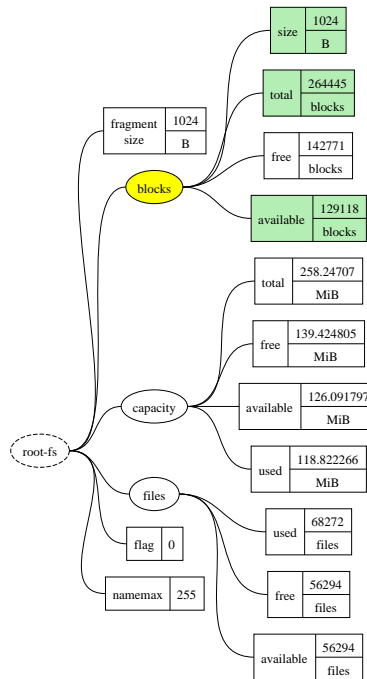 size
1024
B
total
264445
blocks
fragment
size
1024
B
free
142771
blocks
blocks
available
129118
blocks
total
258.24707
MiB
free
139.424805
MiB
capacity
available
126.091797
MiB
root-fs
used
118.822266
MiB
files
used
68272
files
flag
0
namemax
255
free
56294
files
available
56294
files